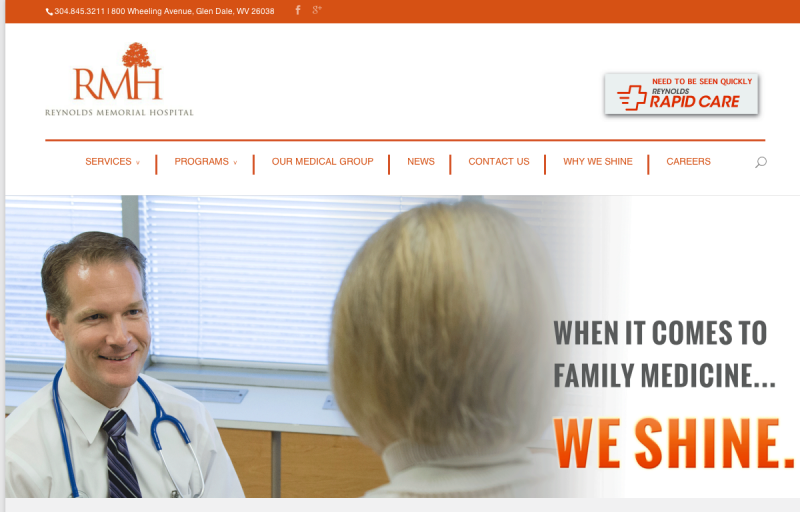 304.845.3211 | 800 Wheeling Avenue, Glen Dale, WV 26038
RMH
REYNOLDS MEMORIAL HOSPITAL
NEED TO BE SEEN QUICKLY
REYNOLDS
RAPID CARE
SERVICES PROGRAMS OUR MEDICAL GROUP NEWS CONTACT US WHY WE SHINE CAREERS
WHEN IT COMES TO
FAMILY MEDICINE...
WE SHINE.